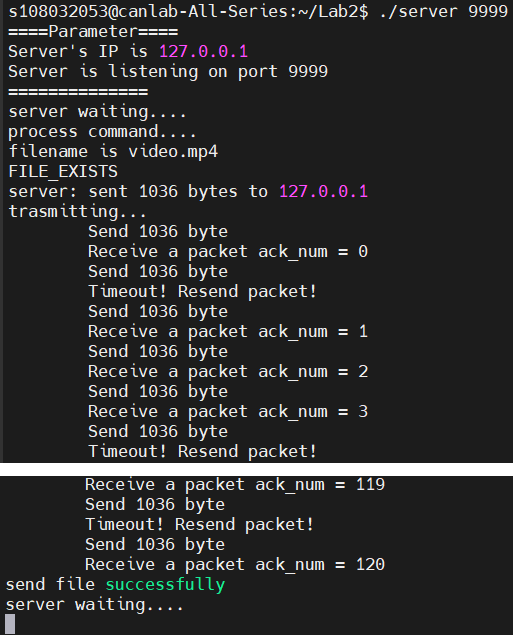 s108032053@canlab-All-Series:~/Lab2$ ./server 9999
====Parameter====
Server's IP is 127.0.0.1
Server is listening on port 9999
==============
server waiting....
process command....
filename is video.mp4
FILE_EXISTS
server: sent 1036 bytes to 127.0.0.1
trasmitting...
Send 1036 byte
Receive a packet ack_num = 0
Send 1036 byte
Timeout! Resend packet!
Send 1036 byte
Receive a packet ack_num = 1
Send 1036 byte
Receive a packet ack_num = 2
Send 1036 byte
Receive a packet ack_num = 3
Send 1036 byte
Timeout! Resend packet!
Receive a packet ack_num = 119
Send 1036 byte
Timeout! Resend packet!
Send 1036 byte
Receive a packet ack_num = 120
send file successfully
server waiting....